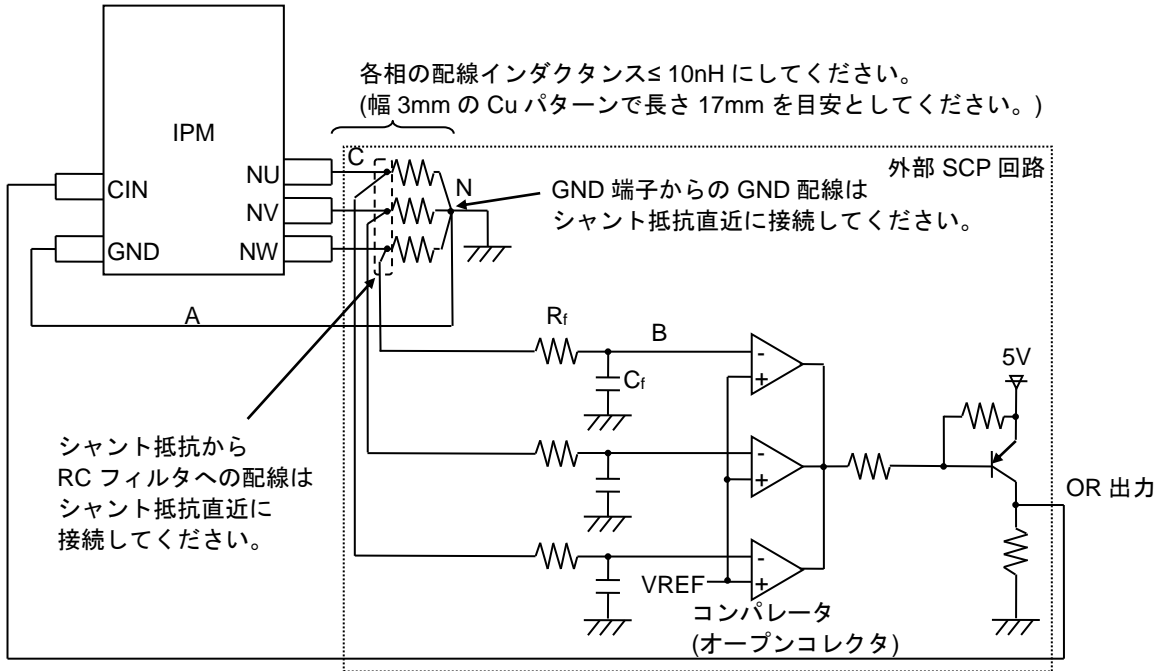 各相の配線インダクタンス≤ 10nH にしてください。
(幅 3mm の Cu パターンで長さ 17mm を目安としてください。)
IPM
外部 SCP 回路
C
NU
N
CIN
NV
GND
NW
GND 端子からの GND 配線は
シャント抵抗直近に接続してください。
A
Rf
B
Cf
-
+
5V
シャント抵抗から
RC フィルタへの配線は
シャント抵抗直近に
接続してください。
-
+
OR 出力
-
+
VREF
コンパレータ
(オープンコレクタ)